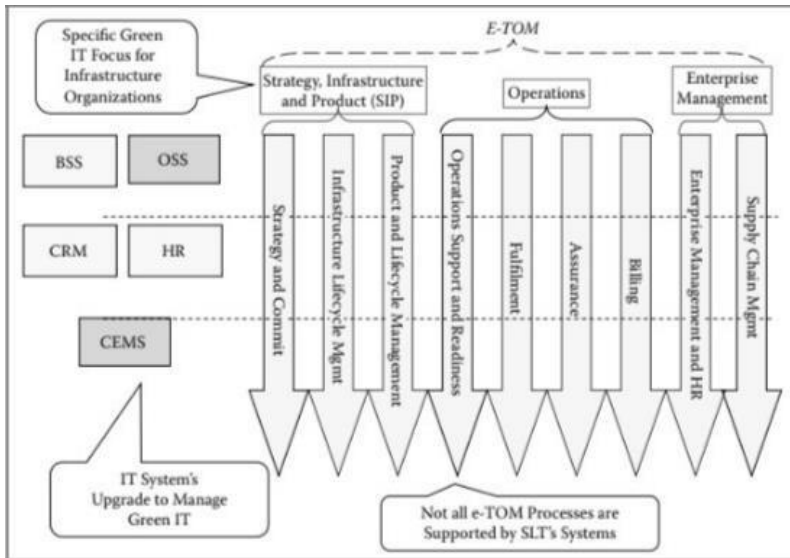 E-TOM
Specific Green
IT Focus for
Infrastructure
Organizations
Strategy, Infrastructure
and Product (SIP)
Operations
Enterprise
Management
BSS
OSS
CRM
HR
CEMS
Strategy and Commit
Infrastructure Lifecycle Mgmt
Product and Lifecycle Management
Operations Support and Readiness
Fulfilment
Assurance
Billing
Enterprise Management and HR
Supply Chain Mgmt
IT System's
Upgrade to Manage
Green IT
Not all e-TOM Processes are
Supported by SLT's Systems